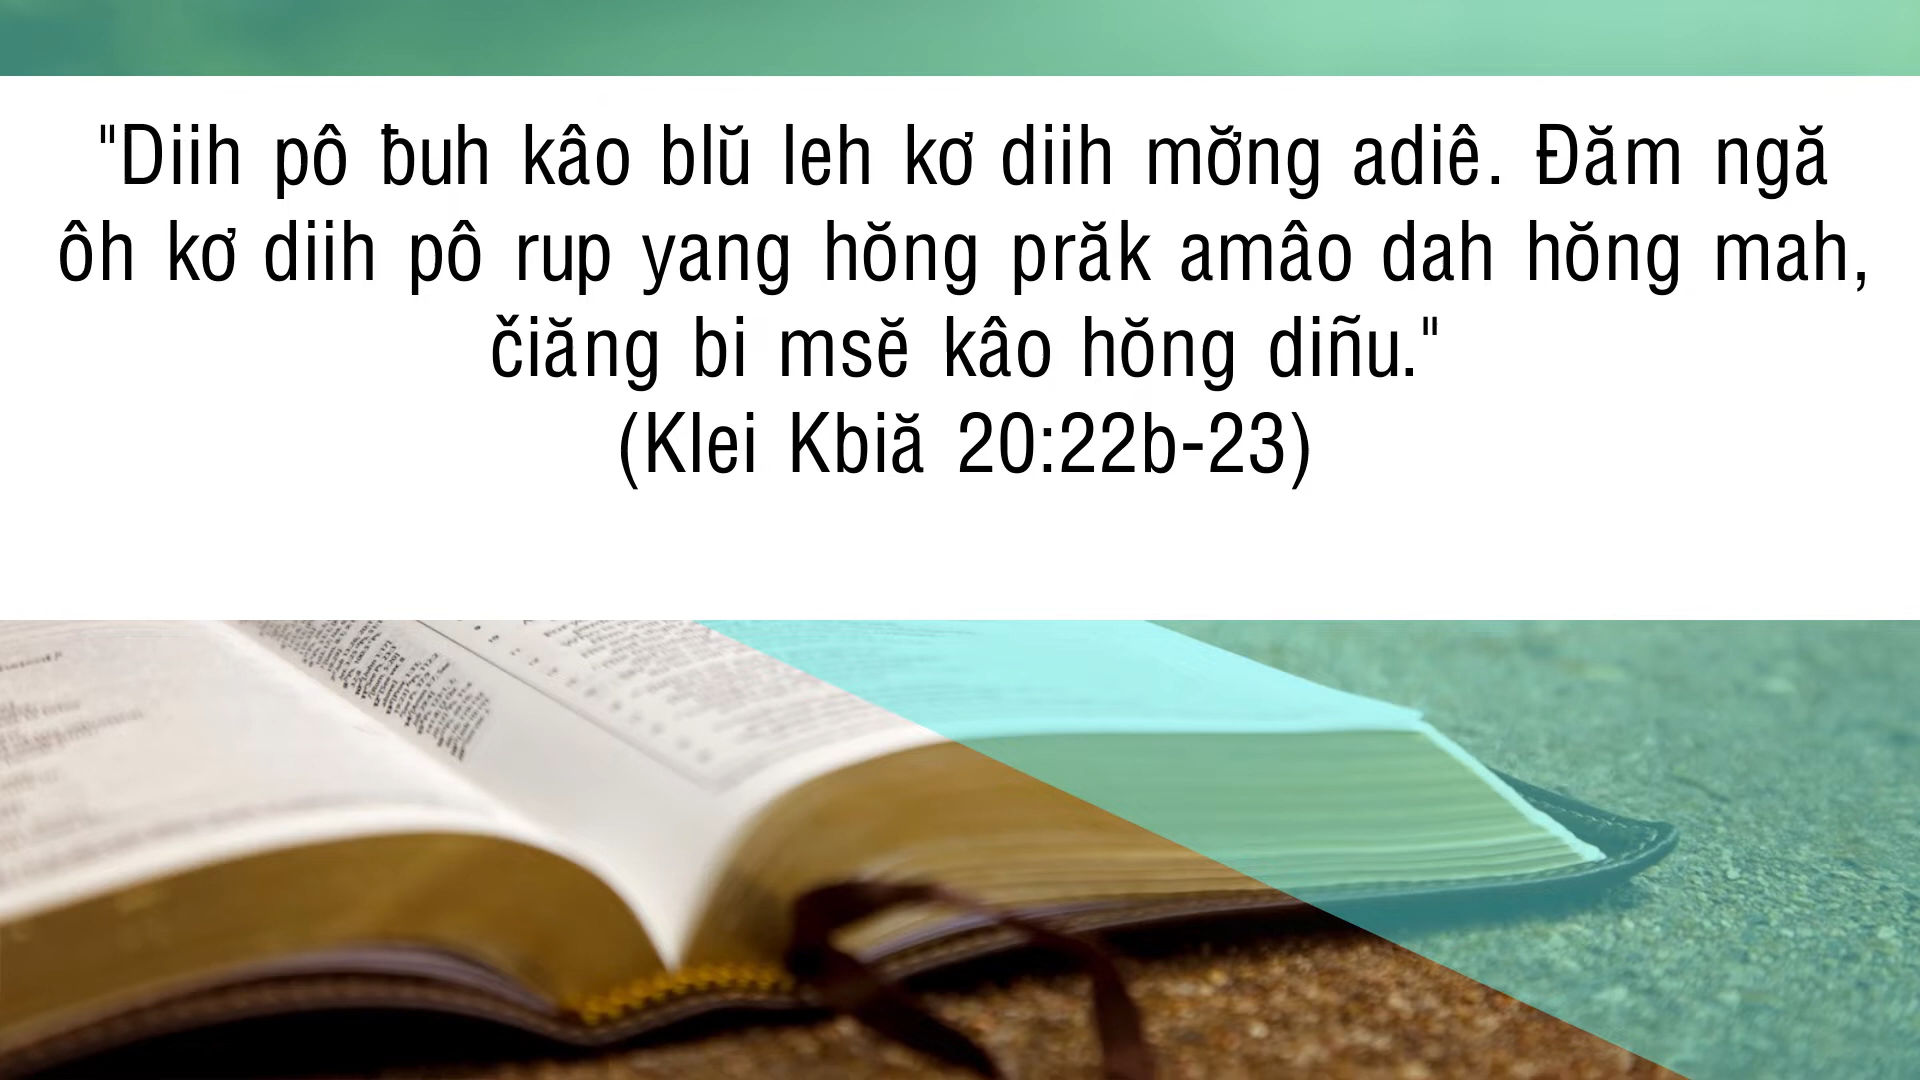 "Diih pô ƀuh kâo blŭ leh kơ diih mơ̆ng adiê. Đăm ngă
ôh kơ diih pô rup yang hŏng prăk amâo dah hŏng mah,
čiăng bi msĕ kâo hŏng diñu."
(Klei Kbiă 20:22b-23)